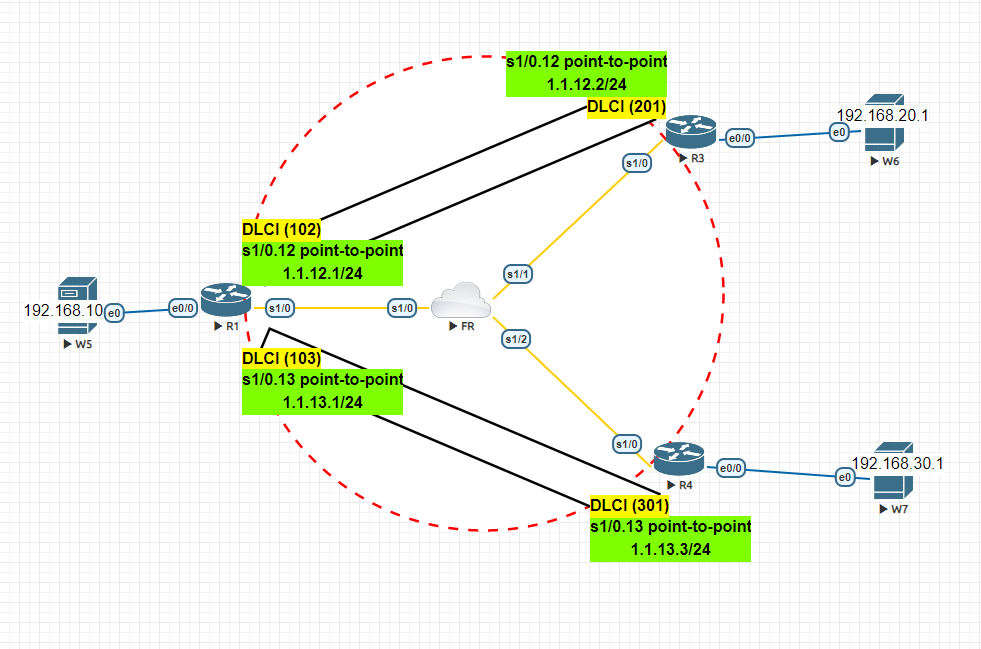 s1/0.12 point-to-point
1.1.12.2/24
DLCI (201)
192.168.20.1
R3
e0/0
e0
W6
s1/0
DLCI (102)
s1/0.12 point-to-point
1.1.12.1/24
s1/1
192.168.10
e0
W5
e0/0
R1
s1/0
s1/0
FR
s1/2
DLCI (103)
s1/0.13 point-to-point
1.1.13.1/24
s1/0
R4
e0/0
192.168.30.1
e0
W7
DLCI (301)
s1/0.13 point-to-point
1.1.13.3/24